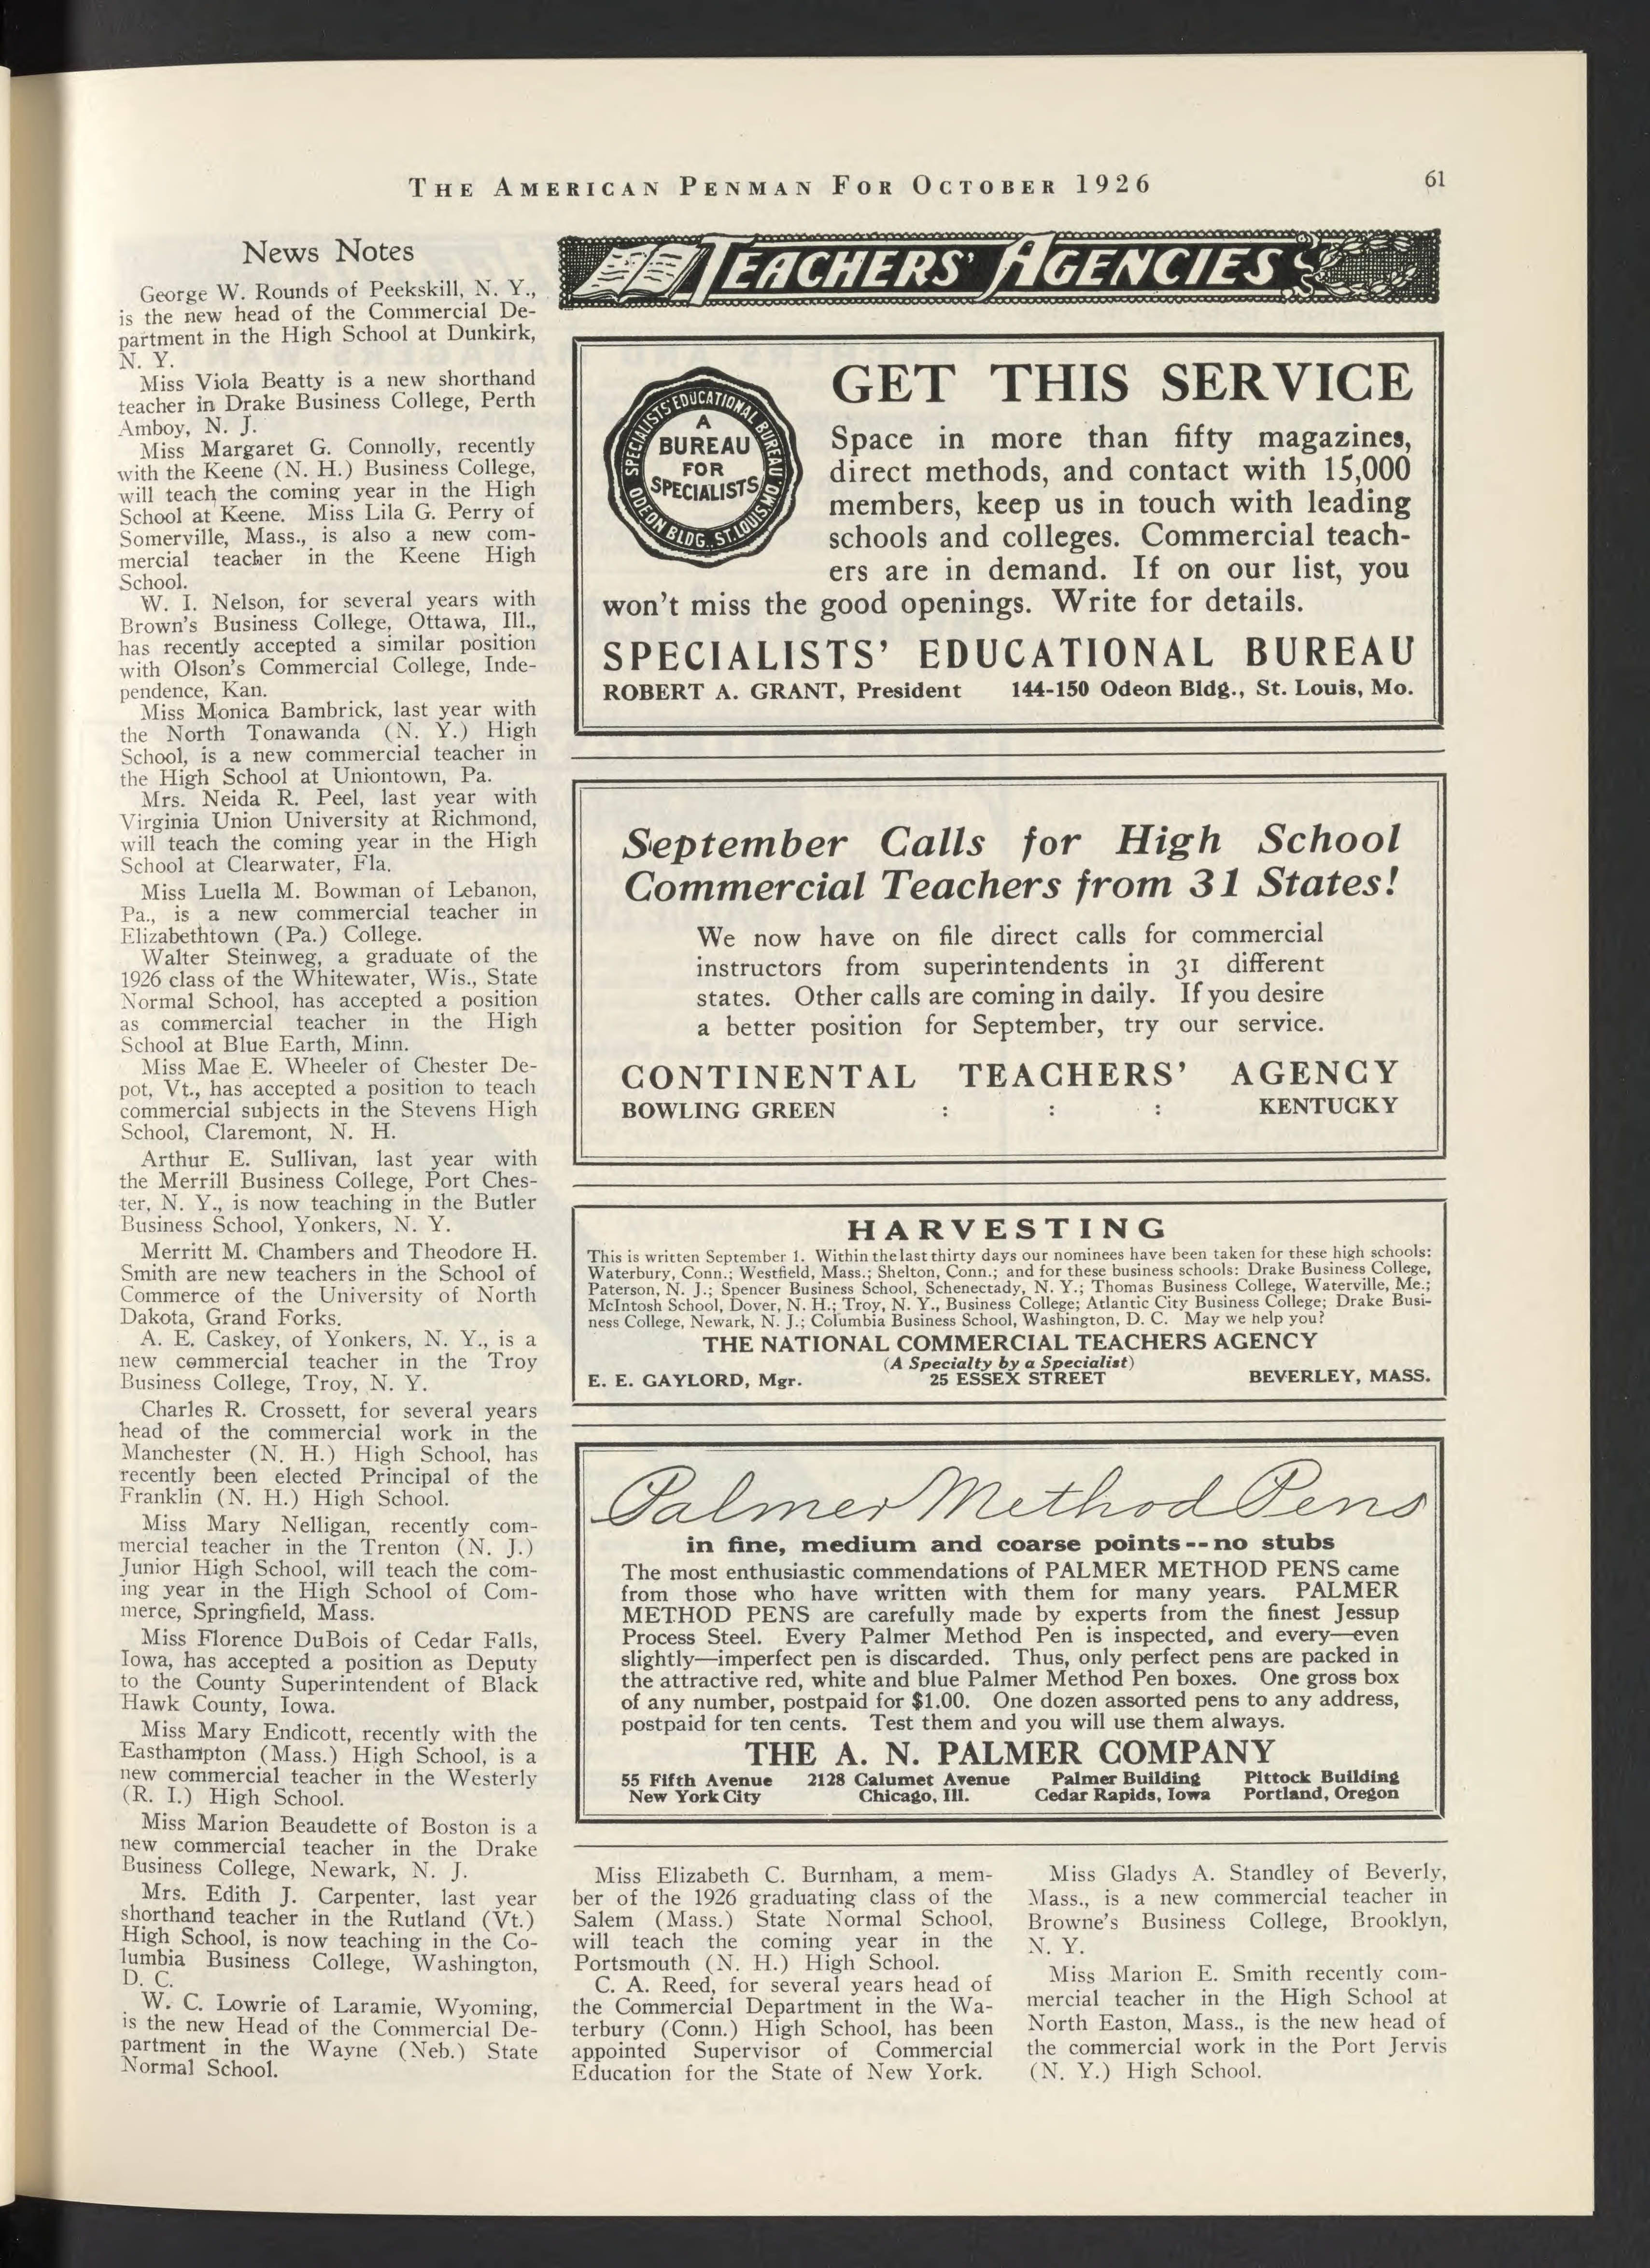 THE AMERICAN PENMAN FOR OCTOBER 1926
61
News Notes
George W. Rounds of Peekskill, N. Y.,
is the new head of the Commercial De-
partment in the High School at Dunkirk,
N. Y.
Miss Viola Beatty is a new shorthand
teacher in Drake Business College, Perth
Amboy, N. J.
Miss Margaret G. Connolly, recently
with the Keene (N. H.) Business College,
will teach the coming year in the High
School at Keene. Miss Lila G. Perry of
Somerville, Mass., is also a new com-
mercial teacher in the Keene High
School.
W. I. Nelson, for several years with
Brown's Business College, Ottawa, Ill.,
has recently accepted a similar position
with Olson's Commercial College, Inde-
pendence, Kan.
Miss Monica Bambrick, last year with
the North Tonawanda (N. Y.) High
School, is a new commercial teacher in
the High School at Uniontown, Pa.
Mrs. Neida R. Peel, last year with
Virginia Union University at Richmond,
will teach the coming year in the High
School at Clearwater, Fla.
Miss Luella M. Bowman of Lebanon,
Pa., is a new commercial teacher in
Elizabethtown (Pa.) College.
Walter Steinweg, a graduate of the
1926 class of the Whitewater, Wis., State
Normal School, has accepted a position
as commercial teacher in the High
School at Blue Earth, Minn.
Miss Mae E. Wheeler of Chester De-
pot, Vt., has accepted a position to teach
commercial subjects in the Stevens High
School, Claremont, N. H.
Arthur E. Sullivan, last year with
the Merrill Business College, Port Ches-
ter, N. Y., is now teaching in the Butler
Business School, Yonkers, N. Y.
Merritt M. Chambers and Theodore H.
Smith are new teachers in the School of
Commerce of the University of North
Dakota, Grand Forks.
A. E. Caskey, of Yonkers, N. Y., is a
new commercial teacher in the Troy
Business College, Troy, N. Y.
Charles R. Crossett, for several years
head of the commercial work in the
Manchester (N. H.) High School, has
recently been elected Principal of the
Franklin (N. H.) High School.
Miss Mary Nelligan, recently com-
mercial teacher in the Trenton (N. J.)
Junior High School, will teach the com-
ing year in the High School of Com-
merce, Springfield, Mass.
Miss Florence DuBois of Cedar Falls,
Iowa, has accepted a position as Deputy
to the County Superintendent of Black
Hawk County, Iowa.
Miss Mary Endicott, recently with the
Easthampton (Mass.) High School, is a
new commercial teacher in the Westerly
(R. I.) High School.
Miss Marion Beaudette of Boston is a
new commercial teacher in the Drake
Business College, Newark, N. J.
Mrs. Edith J. Carpenter, last year
shorthand teacher in the Rutland (Vt.)
High School, is now teaching in the Co-
lumbia Business College, Washington,
D. C.
W. C. Lowrie of Laramie, Wyoming,
is the new Head of the Commercial De-
partment in the Wayne (Neb.) State
Normal School.
TEACHERS' AGENCIES
SPECIALISTS' EDUCATIONAL BUREAU
ODEON BLDG., ST. LOUIS, MO.
A
BUREAU
FOR
SPECIALISTS
GET THIS SERVICE
Space in more than fifty magazines,
direct methods, and contact with 15,000
members, keep us in touch with leading
schools and colleges. Commercial teach-
ers are in demand. If on our list, you
won't miss the good openings. Write for details.
SPECIALISTS' EDUCATIONAL BUREAU
ROBERT A. GRANT, President 144-150 Odeon Bldg., St. Louis, Mo.
September Calls for High School
Commercial Teachers from 31 States!
We now have on file direct calls for commercial
instructors from superintendents in 31 different
states. Other calls are coming in daily. If you desire
a better position for September, try our service.
CONTINENTAL TEACHERS' AGENCY
BOWLING GREEN : : : KENTUCKY
HARVESTING
This is written September 1. Within the last thirty days our nominees have been taken for these high schools:
Waterbury, Conn.; Westfield, Mass.; Shelton, Conn.; and for these business schools: Drake Business College,
Paterson, N. J.; Spencer Business School, Schenectady, N. Y.; Thomas Business College, Waterville, Me.;
McIntosh School, Dover, N. H.; Troy, N. Y., Business College; Atlantic City Business College; Drake Busi-
ness College, Newark, N. J.; Columbia Business School, Washington, D. C. May we help you?
THE NATIONAL COMMERCIAL TEACHERS AGENCY
(A Specialty by a Specialist)
E. E. GAYLORD, Mgr. 25 ESSEX STREET BEVERLEY, MASS.
Palmer Method Pens
in fine, medium and coarse points--no stubs
The most enthusiastic commendations of PALMER METHOD PENS came
from those who have written with them for many years. PALMER
METHOD PENS are carefully made by experts from the finest Jessup
Process Steel. Every Palmer Method Pen is inspected, and every—even
slightly—imperfect pen is discarded. Thus, only perfect pens are packed in
the attractive red, white and blue Palmer Method Pen boxes. One gross box
of any number, postpaid for $1.00. One dozen assorted pens to any address,
postpaid for ten cents. Test them and you will use them always.
THE A. N. PALMER COMPANY
55 Fifth Avenue 2128 Calumet Avenue Palmer Building Pittock Building
New York City Chicago, Ill. Cedar Rapids, Iowa Portland, Oregon
Miss Elizabeth C. Burnham, a mem-
ber of the 1926 graduating class of the
Salem (Mass.) State Normal School,
will teach the coming year in the
Portsmouth (N. H.) High School.
C. A. Reed, for several years head of
the Commercial Department in the Wa-
terbury (Conn.) High School, has been
appointed Supervisor of Commercial
Education for the State of New York.
Miss Gladys A. Standley of Beverly,
Mass., is a new commercial teacher in
Browne's Business College, Brooklyn,
N. Y.
Miss Marion E. Smith recently com-
mercial teacher in the High School at
North Easton, Mass., is the new head of
the commercial work in the Port Jervis
(N. Y.) High School.